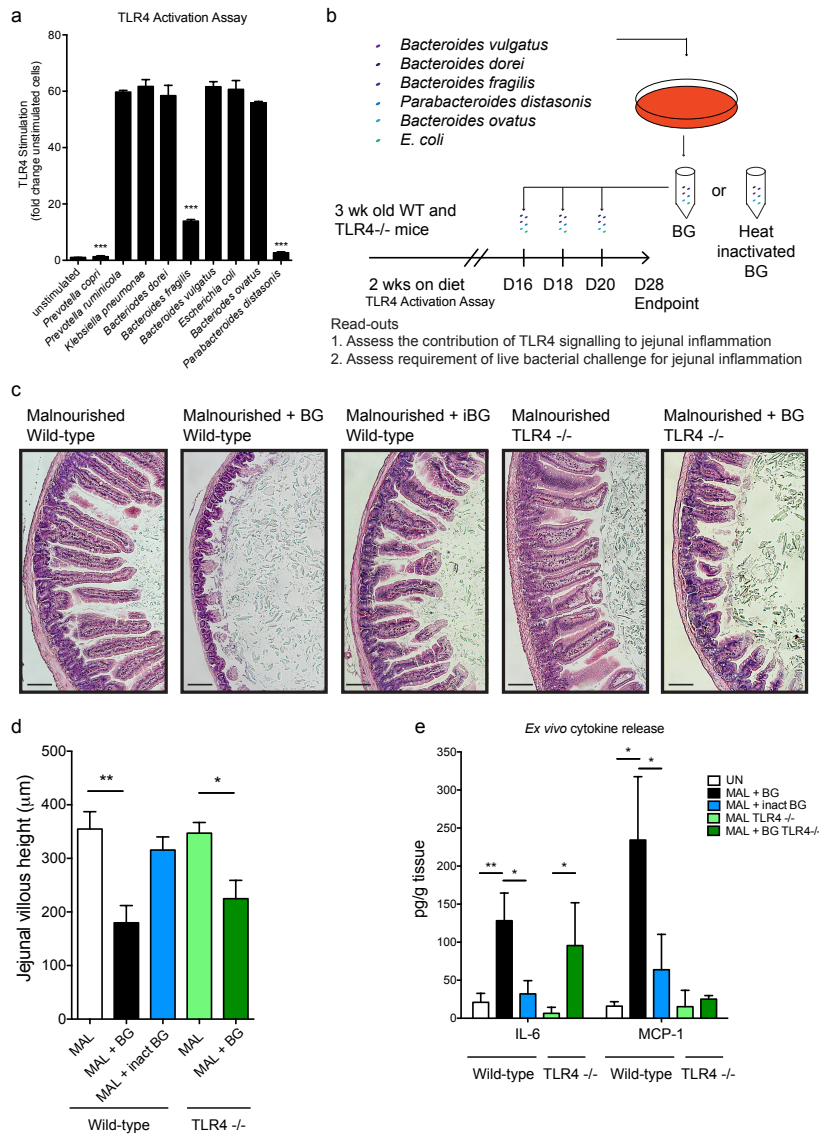 a
TLR4 Activation Assay
TLR4 Stimulation
(fold change unstimulated cells)
80
60
40
20
0
***
***
***
unstimulated
Prevotella copri
Prevotella ruminicola
Klebsiella pneumonae
Bacteriodes dorei
Bacteroides fragilis
Bacteroides vulgatus
Escherichia coli
Bacteriodes ovatus
Parabacteroides distasonis
b
Bacteroides vulgatus
Bacteroides dorei
Bacteroides fragilis
Parabacteroides distasonis
Bacteroides ovatus
E. coli
3 wk old WT and
TLR4-/- mice
BG
or
Heat
inactivated
BG
2 wks on diet
TLR4 Activation Assay
D16 D18 D20 D28
Endpoint
Read-outs
1. Assess the contribution of TLR4 signalling to jejunal inflammation
2. Assess requirement of live bacterial challenge for jejunal inflammation
c
Malnourished
Wild-type
Malnourished + BG
Wild-type
Malnourished + iBG
Wild-type
Malnourished
TLR4 -/-
Malnourished + BG
TLR4 -/-
d
Jejunal villous height (μm)
500
400
300
200
100
0
**
*
MAL
MAL + BG
MAL + inact BG
MAL
MAL + BG
Wild-type
TLR4 -/-
e
Ex vivo cytokine release
pg/g tissue
350
300
250
200
150
100
50
0
**
*
*
*
*
UN
MAL + BG
MAL + inact BG
MAL TLR4 -/-
MAL + BG TLR4-/-
IL-6
MCP-1
Wild-type
TLR4 -/-
Wild-type
TLR4 -/-